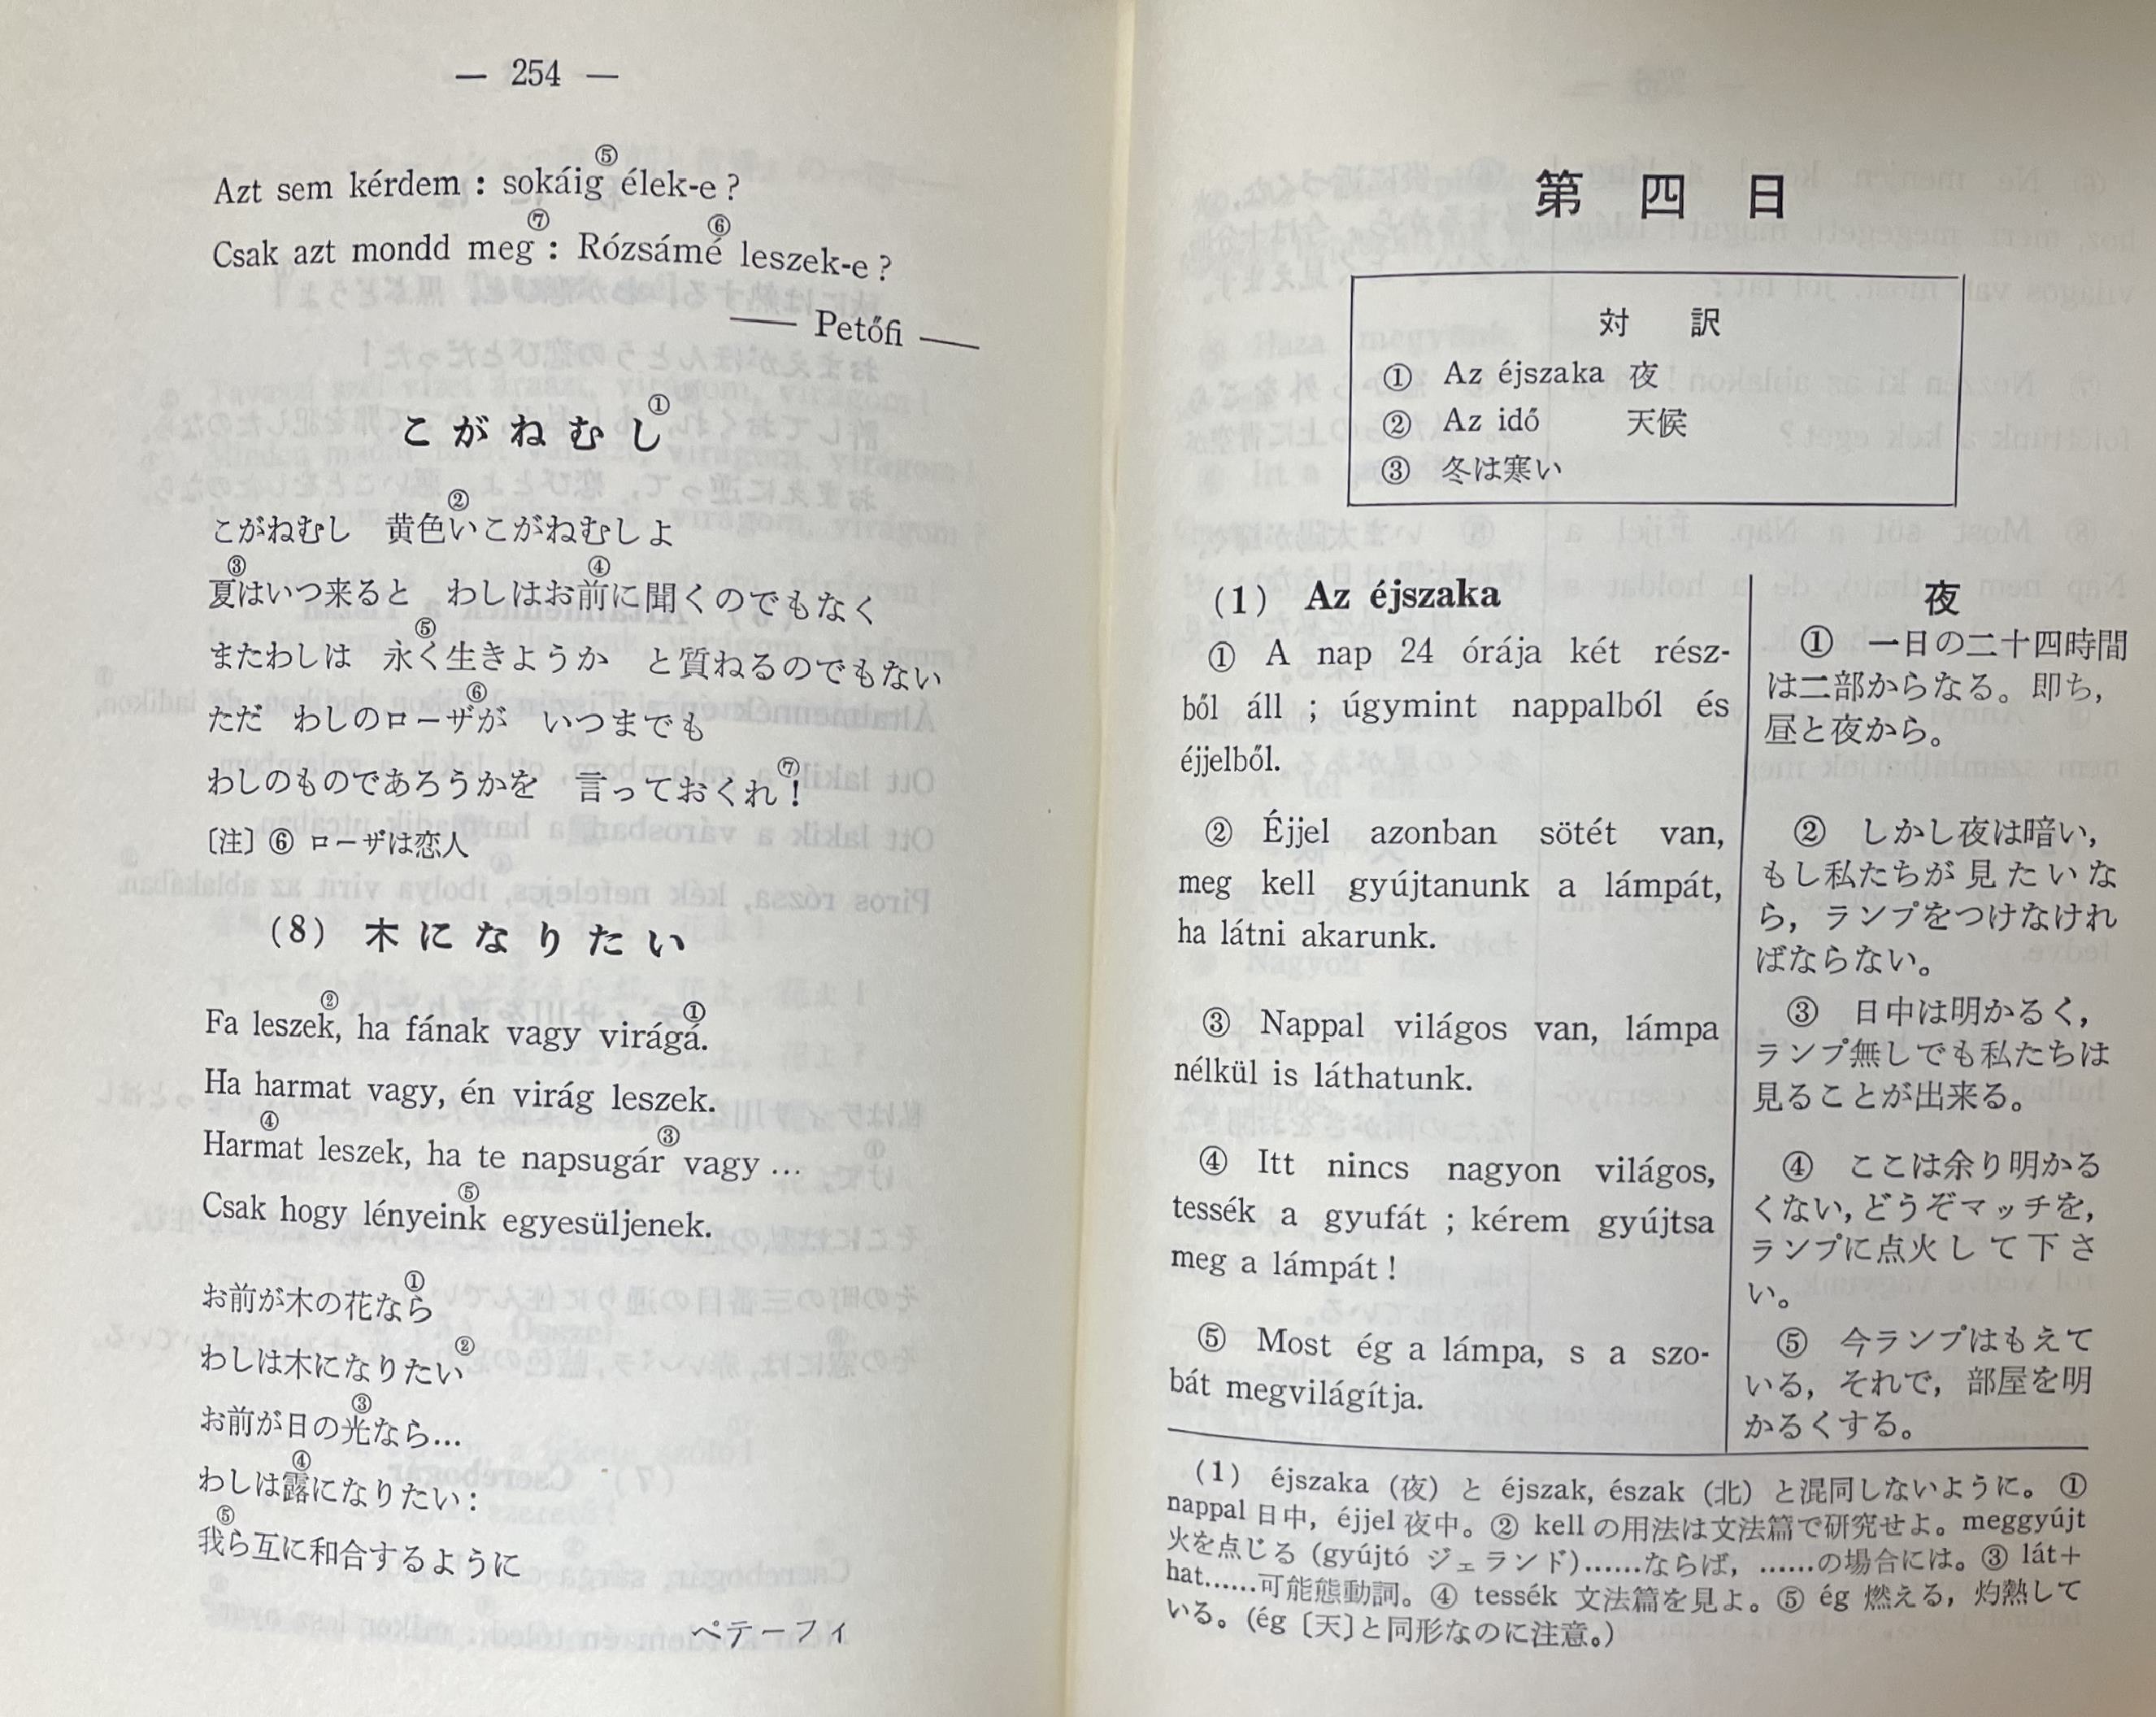 — 254 —
⑤
Azt sem kérdem : sokáig élek-e ?
⑦ ⑥
Csak azt mondd meg : Rózsámé leszek-e ?
—— Petőfi ——
①
こがねむし
②
こがねむし　黄色いこがねむしよ
③ ④
夏はいつ来ると　わしはお前に聞くのでもなく
⑤
またわしは　永く生きようか　と質ねるのでもない
⑥
ただ　わしのローザが　いつまでも
⑦
わしのものであろうかを　言っておくれ！
〔注〕⑥ ローザは恋人
(8) 木になりたい
② ①
Fa leszek, ha fának vagy virágá.
Ha harmat vagy, én virág leszek.
④ ③
Harmat leszek, ha te napsugár vagy …
⑤
Csak hogy lényeink egyesüljenek.
①
お前が木の花なら
②
わしは木になりたい
③
お前が日の光なら…
④
わしは露になりたい：
⑤
我ら互に和合するように
ペテーフィ
第四日
対　訳
① Az éjszaka 夜
② Az idő 天侯
③ 冬は寒い
(1) Az éjszaka
① A nap 24 órája két rész-
ből áll ; úgymint nappalból és
éjjelből.
② Éjjel azonban sötét van,
meg kell gyújtanunk a lámpát,
ha látni akarunk.
③ Nappal világos van, lámpa
nélkül is láthatunk.
④ Itt nincs nagyon világos,
tessék a gyufát ; kérem gyújtsa
meg a lámpát !
⑤ Most ég a lámpa, s a szo-
bát megvilágítja.
夜
① 一日の二十四時間
は二部からなる。即ち，
昼と夜から。
② しかし夜は暗い，
もし私たちが見たいな
ら，ランプをつけなけれ
ばならない。
③ 日中は明かるく，
ランプ無しでも私たちは
見ることが出来る。
④ ここは余り明かる
くない，どうぞマッチを，
ランプに点火して下さ
い。
⑤ 今ランプはもえて
いる，それで，部屋を明
かるくする。
(1) éjszaka（夜）と éjszak, észak（北）と混同しないように。①
nappal 日中，éjjel 夜中。② kell の用法は文法篇で研究せよ。meggyújt
火を点じる (gyújtó ジェランド)……ならば，……の場合には。③ lát＋
hat……可能態動詞。④ tessék 文法篇を見よ。⑤ ég 燃える，灼熱して
いる。(ég〔天〕と同形なのに注意。)